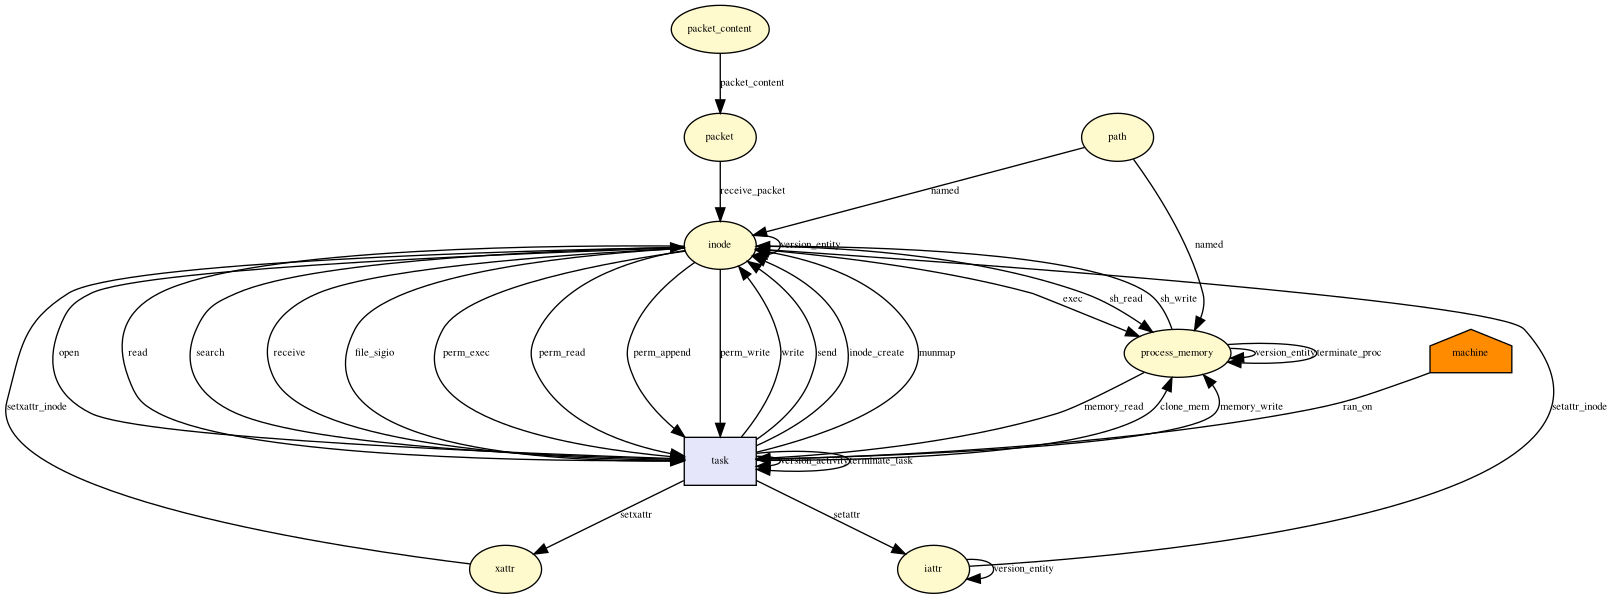 packet_content
packet_content
packet
path
receive_packet
named
inode
version_entity
named
exec
sh_read
sh_write
open
read
search
receive
file_sigio
perm_exec
perm_read
perm_append
perm_write
write
send
inode_create
munmap
process_memory
version_entity
terminate_proc
machine
setxattr_inode
memory_read
clone_mem
memory_write
ran_on
setattr_inode
task
version_activity
terminate_task
setxattr
setattr
xattr
iattr
version_entity